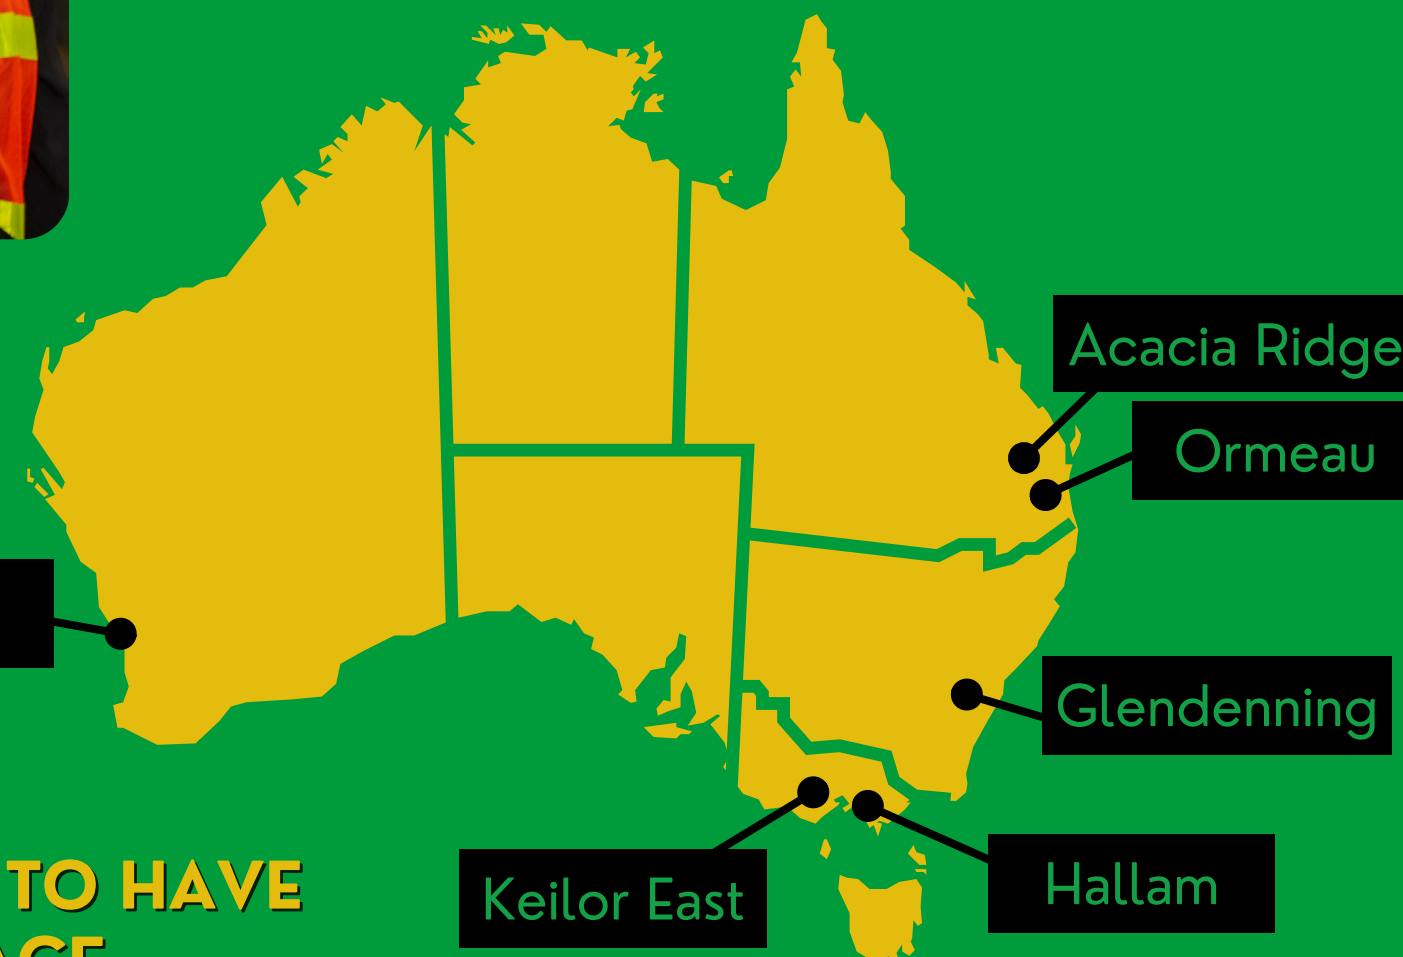 Acacia Ridge
Ormeau
Glendenning
Keilor East
Hallam
TO HAVE